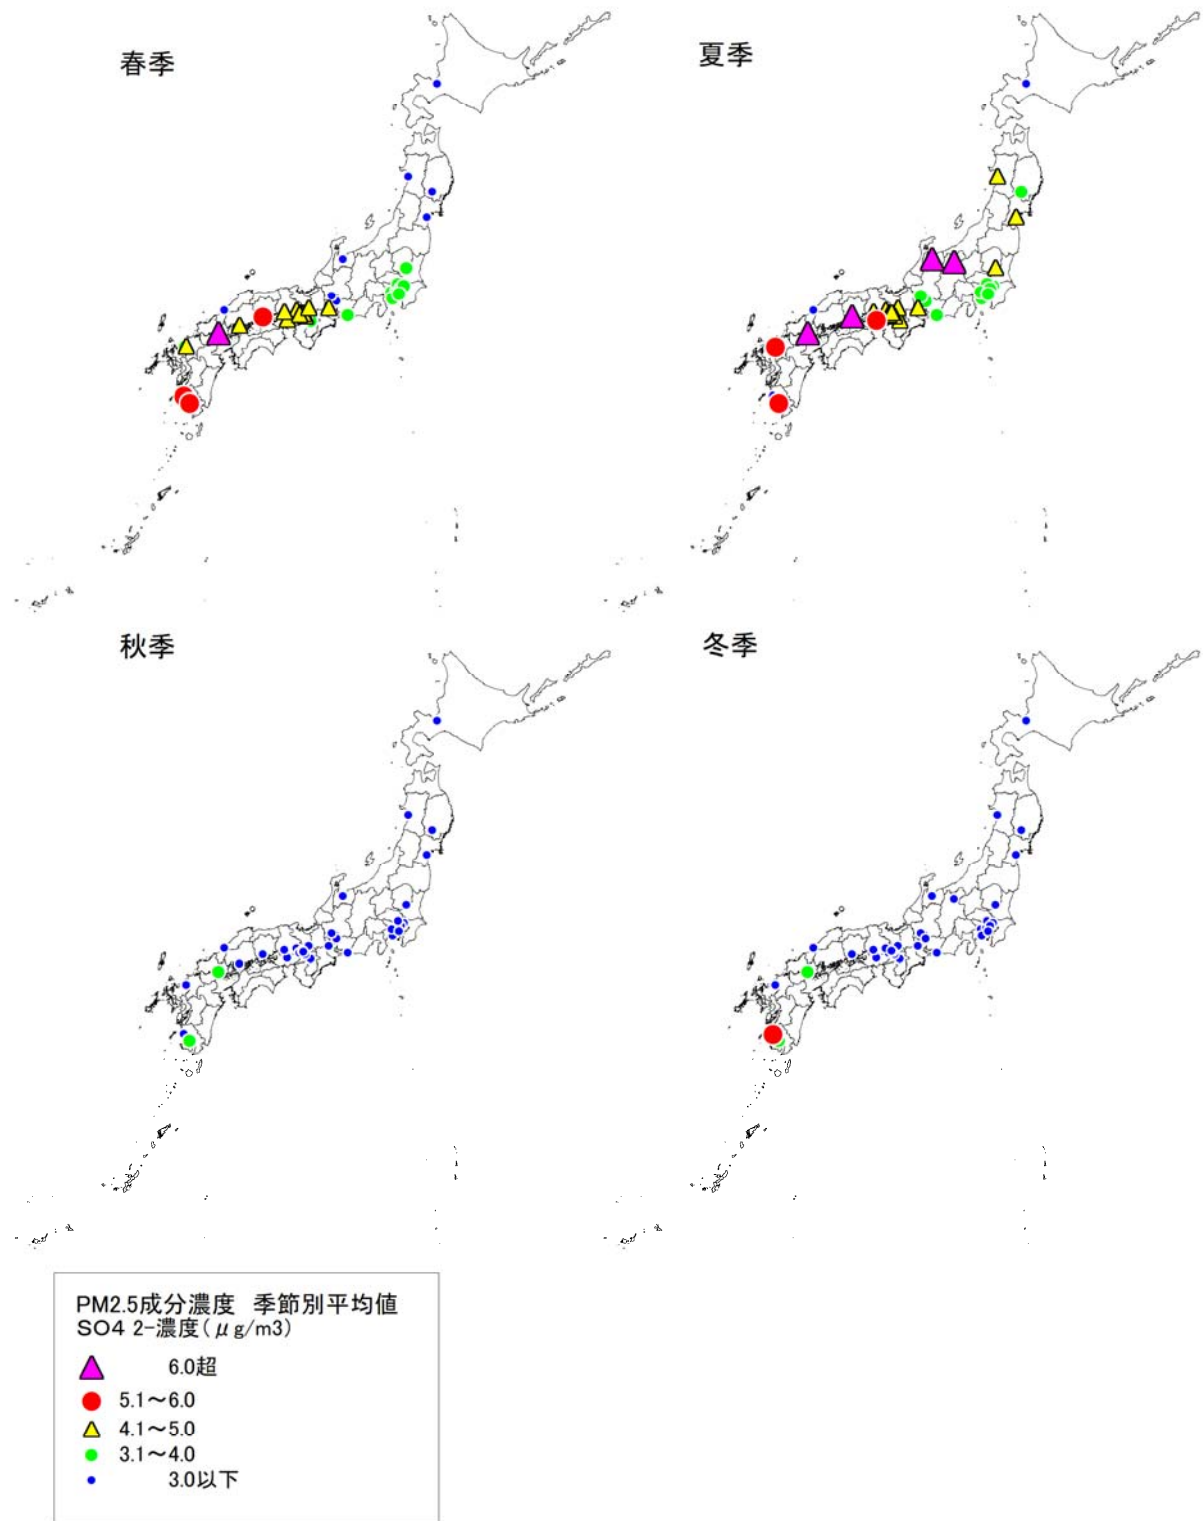 春季
夏季
秋季
冬季
PM2.5成分濃度 季節別平均値
SO4 2-濃度(μg/m3)
6.0超
5.1～6.0
4.1～5.0
3.1～4.0
3.0以下